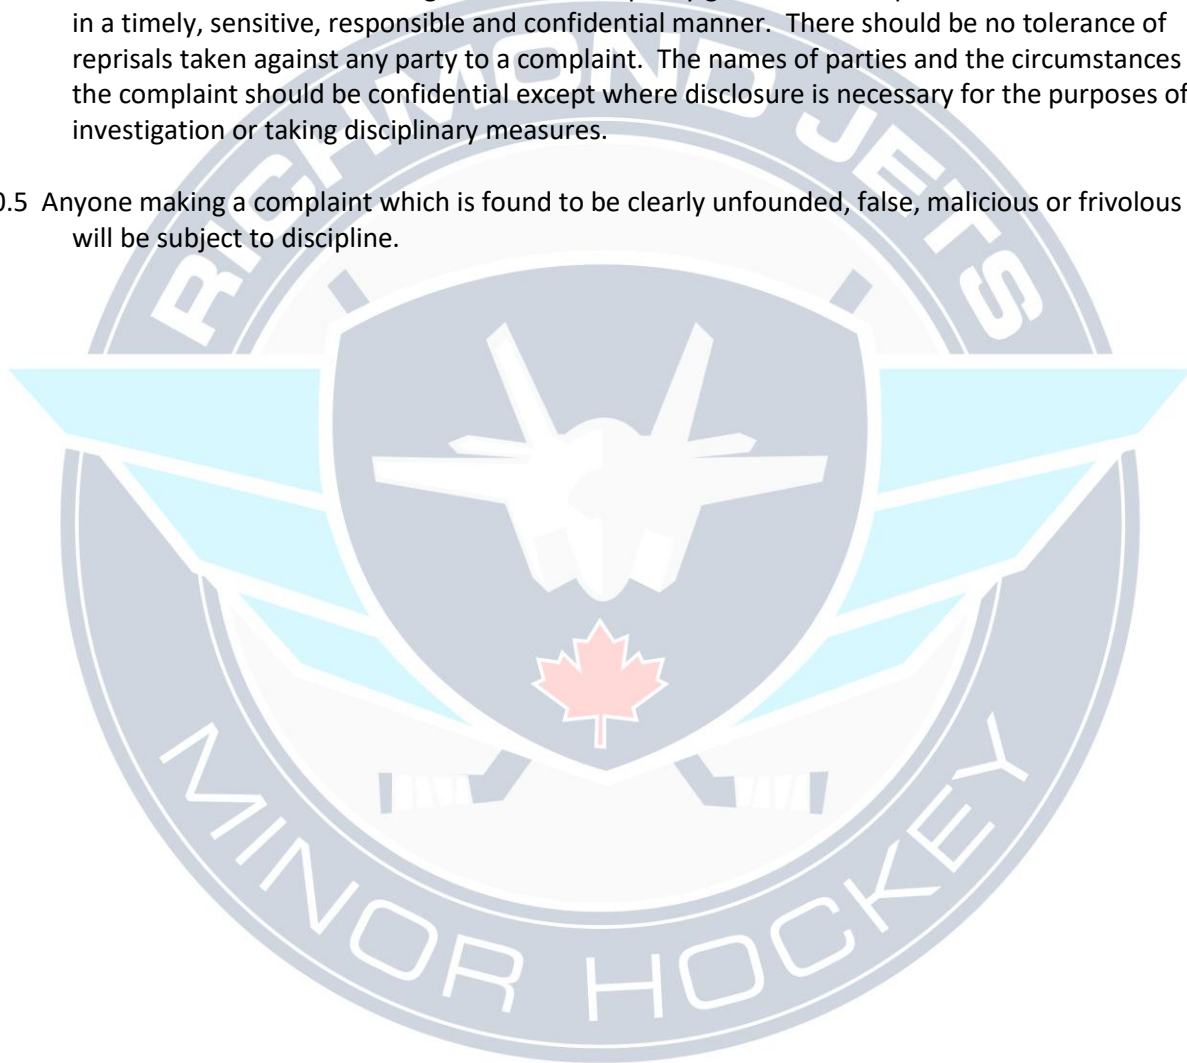 in a timely, sensitive, responsible and confidential manner.  There should be no tolerance of
reprisals taken against any party to a complaint.  The names of parties and the circumstances
the complaint should be confidential except where disclosure is necessary for the purposes of
investigation or taking disciplinary measures.
0.5 Anyone making a complaint which is found to be clearly unfounded, false, malicious or frivolous
will be subject to discipline.
RICHMOND JETS
MINOR HOCKEY